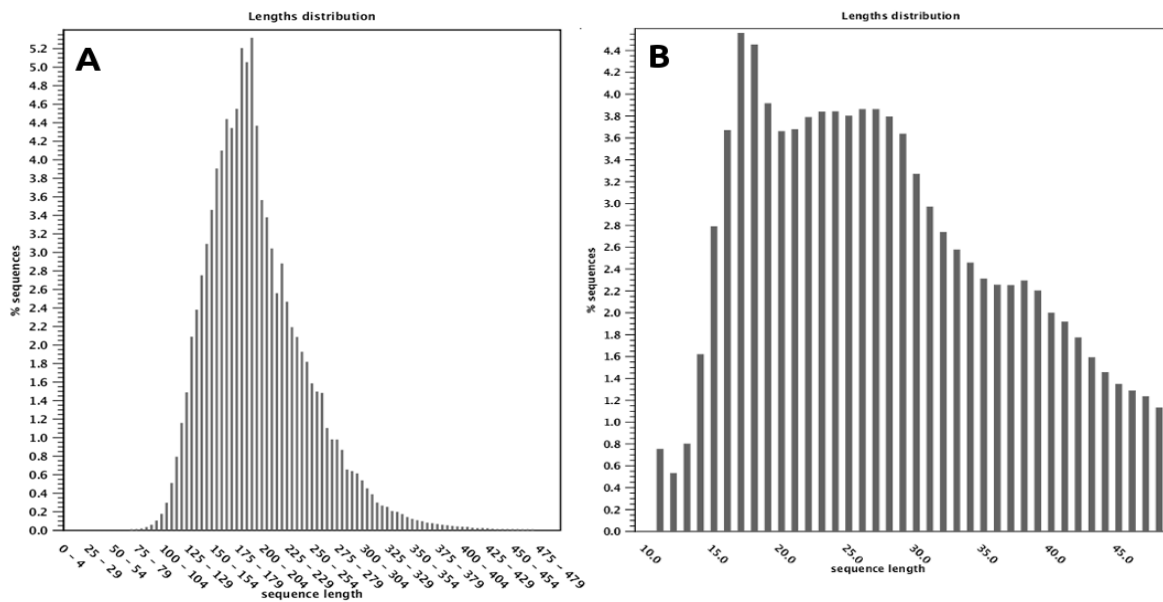 Lengths distribution
A
% sequences
5.2
5.0
4.8
4.6
4.4
4.2
4.0
3.8
3.6
3.4
3.2
3.0
2.8
2.6
2.4
2.2
2.0
1.8
1.6
1.4
1.2
1.0
0.8
0.6
0.4
0.2
0.0
0 - 4
25 - 29
50 - 54
75 - 79
100 - 104
125 - 129
150 - 154
175 - 179
200 - 204
225 - 229
250 - 254
275 - 279
300 - 304
325 - 329
350 - 354
375 - 379
400 - 404
425 - 429
450 - 454
475 - 479
sequence length
Lengths distribution
B
% sequences
4.4
4.2
4.0
3.8
3.6
3.4
3.2
3.0
2.8
2.6
2.4
2.2
2.0
1.8
1.6
1.4
1.2
1.0
0.8
0.6
0.4
0.2
0.0
10.0
15.0
20.0
25.0
30.0
35.0
40.0
45.0
sequence length